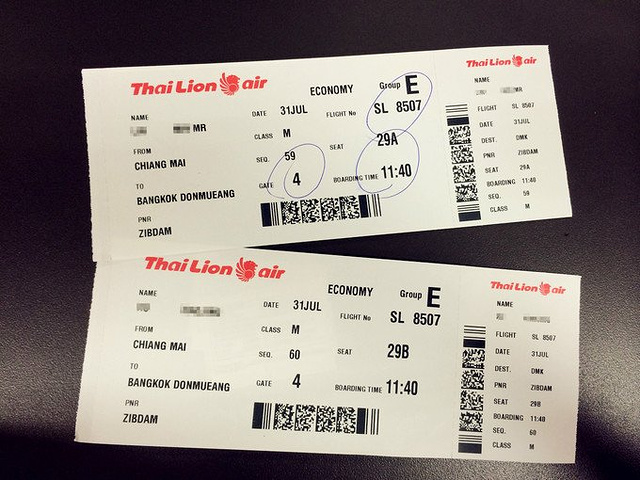 Thai Lion air
ECONOMY Group E
NAME DATE 31JUL FLIGHT No SL 8507
MR CLASS M
FROM SEQ. 59 SEAT 29A
CHIANG MAI
TO GATE 4 BOARDING TIME 11:40
BANGKOK DONMUEANG
PNR
ZIBDAM
Thai Lion air
NAME
MR
FLIGHT SL 8507
DATE 31JUL
DEST. DMK
PNR ZIBDAM
SEAT 29A
BOARDING 11:40
SEQ. 59
CLASS M
Thai Lion air
ECONOMY Group E
NAME DATE 31JUL FLIGHT No SL 8507
FROM CLASS M
CHIANG MAI SEQ. 60 SEAT 29B
TO
BANGKOK DONMUEANG GATE 4 BOARDING TIME 11:40
PNR
ZIBDAM
Thai Lion air
NAME
FLIGHT SL 8507
DATE 31JUL
DEST. DMK
PNR ZIBDAM
SEAT 29B
BOARDING 11:40
SEQ. 60
CLASS M